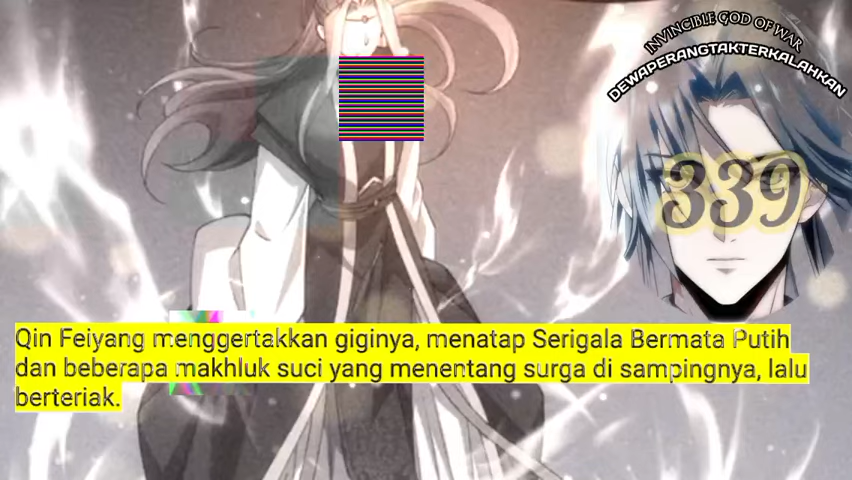 INVINCIBLE GOD OF WAR
DEWAPERANGTAKTERKALAHKAN
339
Qin Feiyang menggertakkan giginya, menatap Serigala Bermata Putih
dan beberapa makhluk suci yang menentang surga di sampingnya, lalu
berteriak.